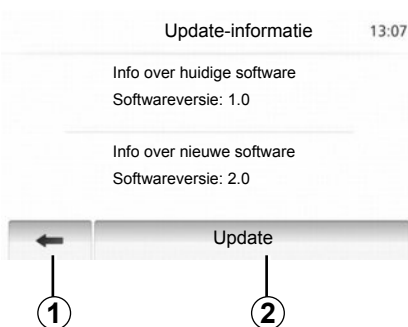 Update-informatie 13:07
Info over huidige software
Softwareversie: 1.0
Info over nieuwe software
Softwareversie: 2.0
Update
1 2